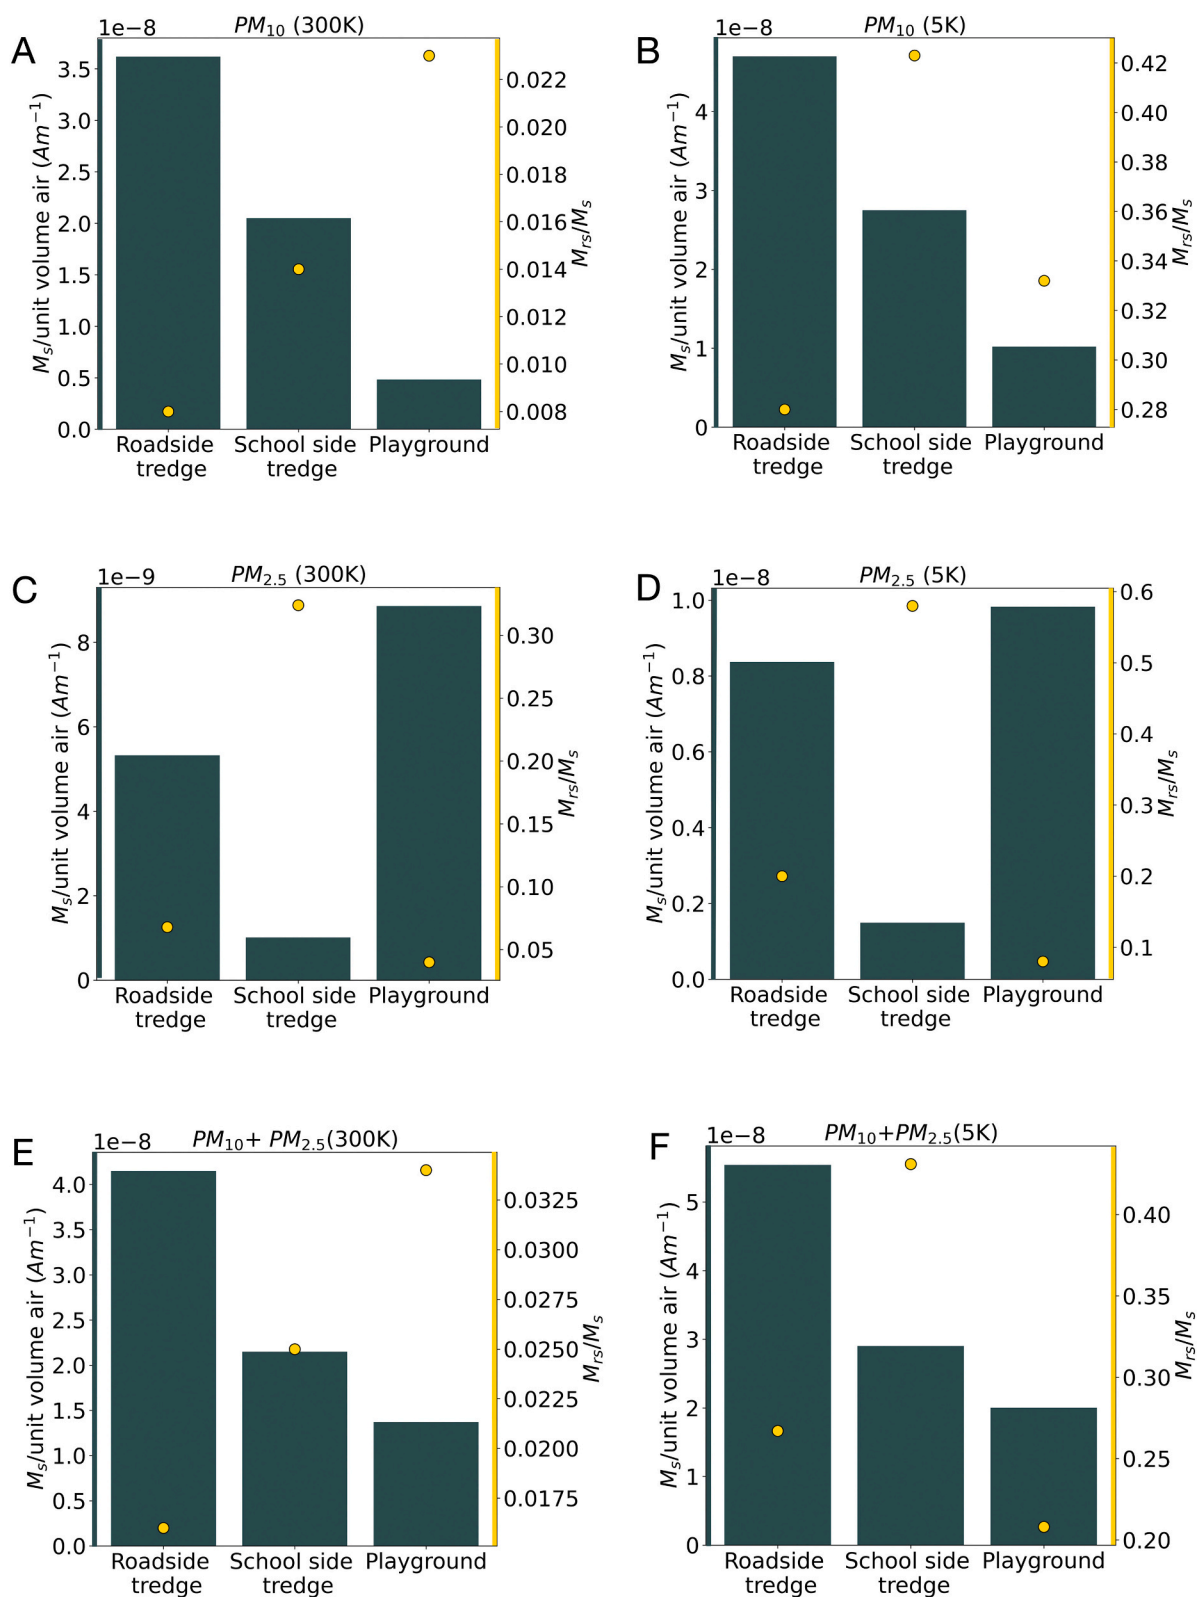 A
1e−8
PM10 (300K)
3.5
3.0
2.5
2.0
1.5
1.0
0.5
0.0
Ms/unit volume air (Am−1)
0.022
0.020
0.018
0.016
0.014
0.012
0.010
0.008
Mrs/Ms
Roadside tredge
School side tredge
Playground
B
1e−8
PM10 (5K)
4
3
2
1
0
Ms/unit volume air (Am−1)
0.42
0.40
0.38
0.36
0.34
0.32
0.30
0.28
Mrs/Ms
Roadside tredge
School side tredge
Playground
C
1e−9
PM2.5 (300K)
8
6
4
2
0
Ms/unit volume air (Am−1)
0.30
0.25
0.20
0.15
0.10
0.05
Mrs/Ms
Roadside tredge
School side tredge
Playground
D
1e−8
PM2.5 (5K)
1.0
0.8
0.6
0.4
0.2
0.0
Ms/unit volume air (Am−1)
0.6
0.5
0.4
0.3
0.2
0.1
Mrs/Ms
Roadside tredge
School side tredge
Playground
E
1e−8
PM10+ PM2.5(300K)
4.0
3.5
3.0
2.5
2.0
1.5
1.0
0.5
0.0
Ms/unit volume air (Am−1)
0.0325
0.0300
0.0275
0.0250
0.0225
0.0200
0.0175
Mrs/Ms
Roadside tredge
School side tredge
Playground
F
1e−8
PM10+PM2.5(5K)
5
4
3
2
1
0
Ms/unit volume air (Am−1)
0.40
0.35
0.30
0.25
0.20
Mrs/Ms
Roadside tredge
School side tredge
Playground